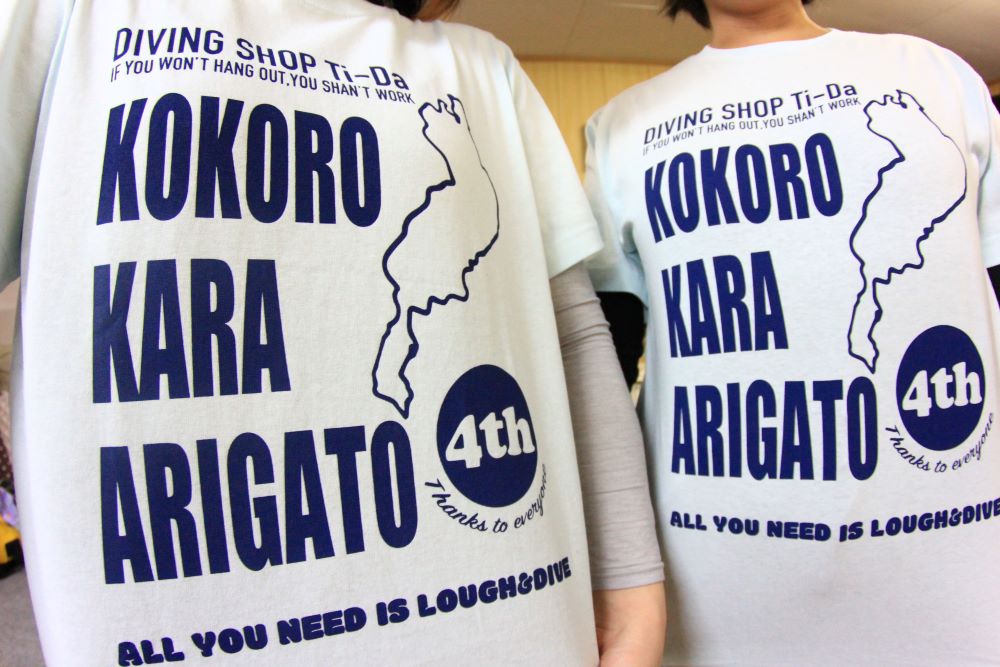 DIVING SHOP Ti-Da
IF YOU WON'T HANG OUT,YOU SHAN'T WORK
KOKORO
KARA
ARIGATO
4th
Thanks to everyone
ALL YOU NEED IS LOUGH&DIVE
DIVING SHOP Ti-Da
IF YOU WON'T HANG OUT,YOU SHAN'T WORK
KOKORO
KARA
ARIGATO
4th
Thanks to everyone
ALL YOU NEED IS LOUGH&DIVE